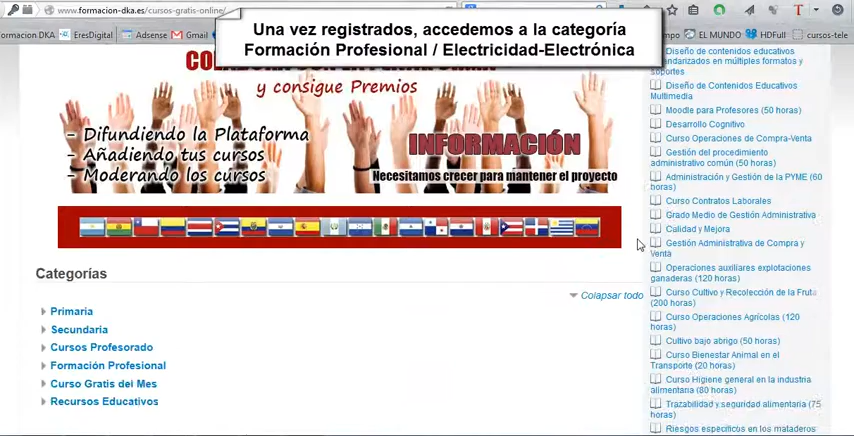 www.formacion-dka.es/cursos-gratis-online/
Formacion DKA
EresDigital
Adsense
Gmail
EL MUNDO
HDFull
cursos-tele
Una vez registrados, accedemos a la categoría
Formación Profesional / Electricidad-Electrónica
y consigue Premios
- Difundiendo la Plataforma
- Añadiendo tus cursos
- Moderando los cursos
INFORMACIÓN
Necesitamos crecer para mantener el proyecto
Categorías
Colapsar todo
Primaria
Secundaria
Cursos Profesorado
Formación Profesional
Curso Gratis del Mes
Recursos Educativos
Diseño de contenidos educativos
estandarizados en múltiples formatos y
soportes
Diseño de Contenidos Educativos
Multimedia
Moodle para Profesores (50 horas)
Desarrollo Cognitivo
Curso Operaciones de Compra-Venta
Gestión del procedimiento
administrativo común (50 horas)
Administración y Gestión de la PYME (60
horas)
Curso Contratos Laborales
Grado Medio de Gestión Administrativa
Calidad y Mejora
Gestión Administrativa de Compra y
Venta
Operaciones auxiliares explotaciones
ganaderas (120 horas)
Curso Cultivo y Recolección de la Fruta
(200 horas)
Curso Operaciones Agrícolas (120
horas)
Cultivo bajo abrigo (50 horas)
Curso Bienestar Animal en el
Transporte (20 horas)
Curso Higiene general en la industria
alimentaria (80 horas)
Trazabilidad y seguridad alimentaria (75
horas)
Riesgos específicos en los mataderos